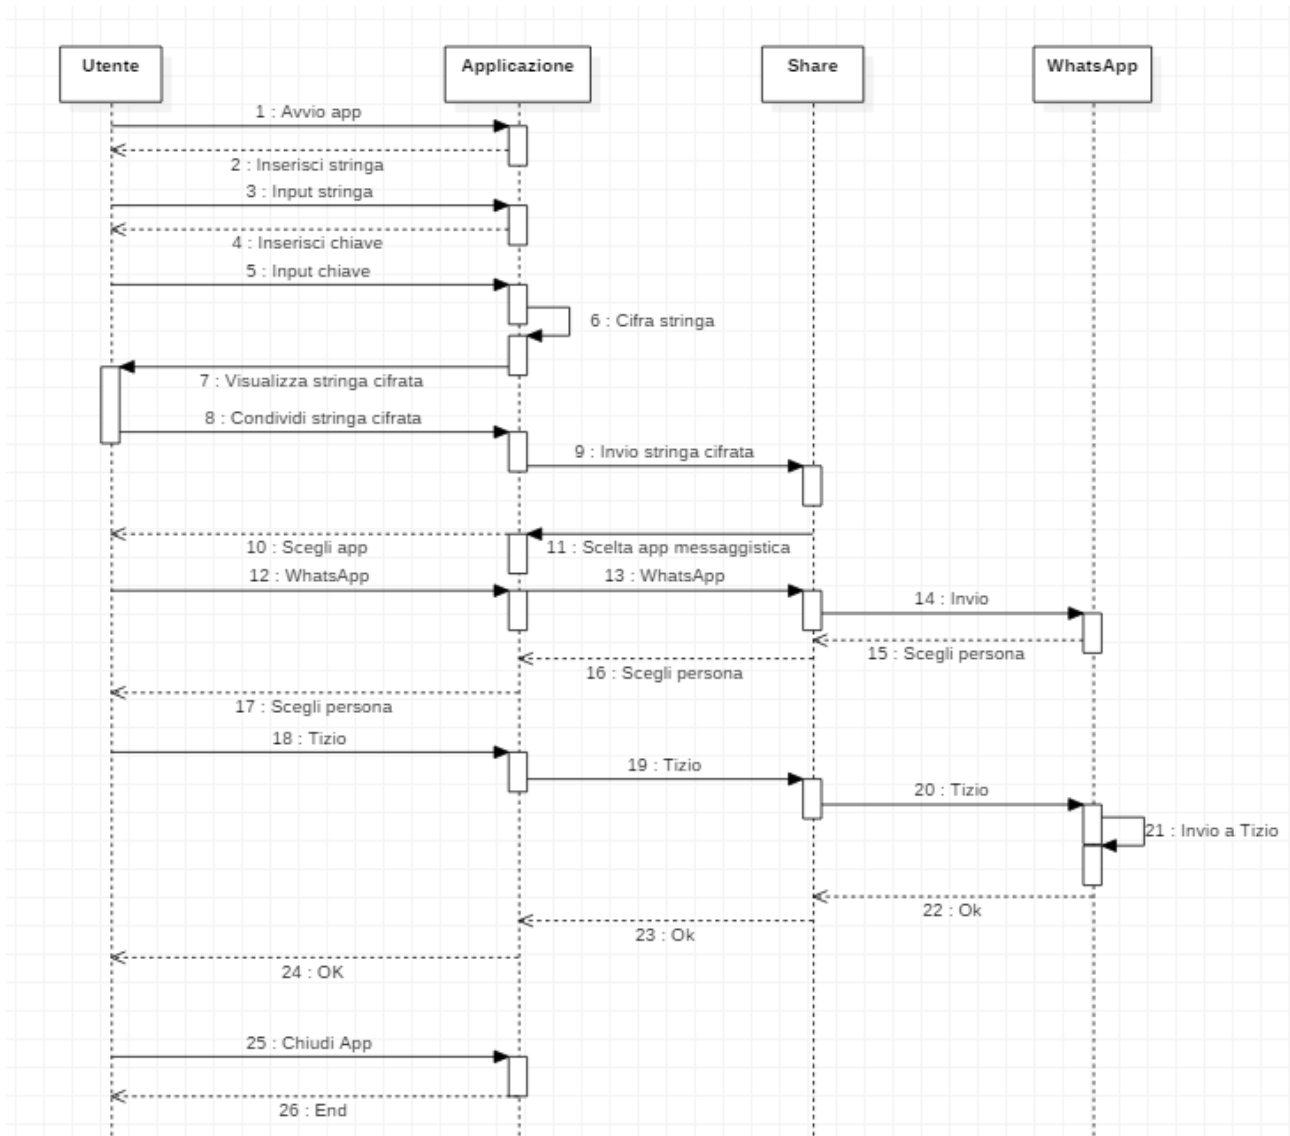 Utente
Applicazione
Share
WhatsApp
1 : Avvio app
2 : Inserisci stringa
3 : Input stringa
4 : Inserisci chiave
5 : Input chiave
6 : Cifra stringa
7 : Visualizza stringa cifrata
8 : Condividi stringa cifrata
9 : Invio stringa cifrata
10 : Scegli app
11 : Scelta app messaggistica
12 : WhatsApp
13 : WhatsApp
14 : Invio
15 : Scegli persona
16 : Scegli persona
17 : Scegli persona
18 : Tizio
19 : Tizio
20 : Tizio
21 : Invio a Tizio
22 : Ok
23 : Ok
24 : OK
25 : Chiudi App
26 : End